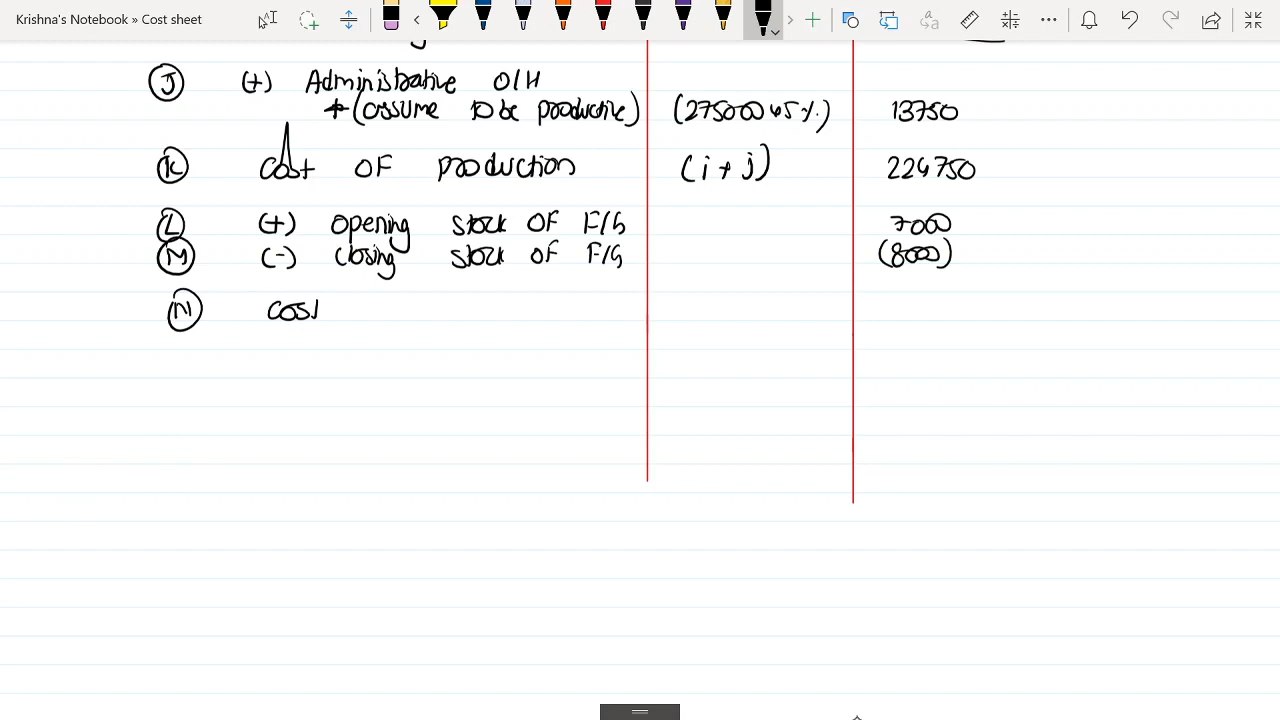 Krishna's Notebook » Cost sheet
J (+) Administrative O/H
+ (assume to be productive) (275000 × 5%) 13750
K cost OF production (i + j) 224750
L (+) opening stock OF F/G 7000
M (-) closing stock OF F/G (8000)
N cost